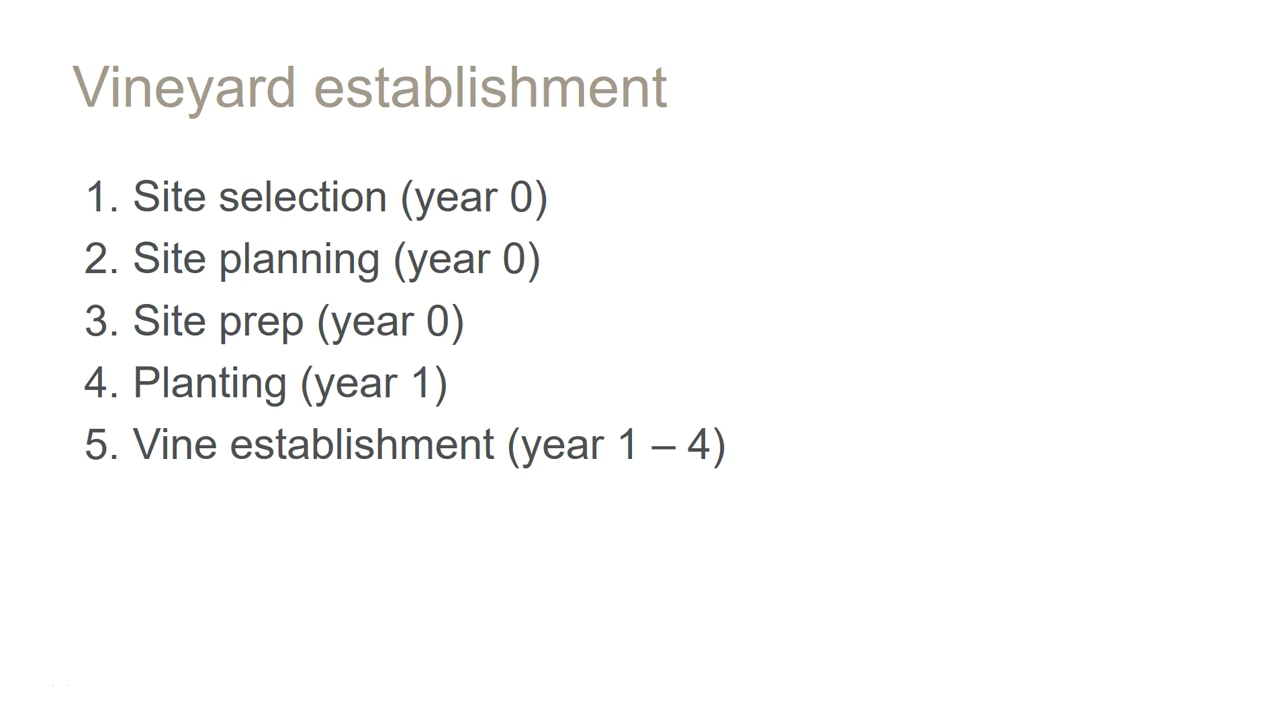 Vineyard establishment
1. Site selection (year 0)
2. Site planning (year 0)
3. Site prep (year 0)
4. Planting (year 1)
5. Vine establishment (year 1 – 4)